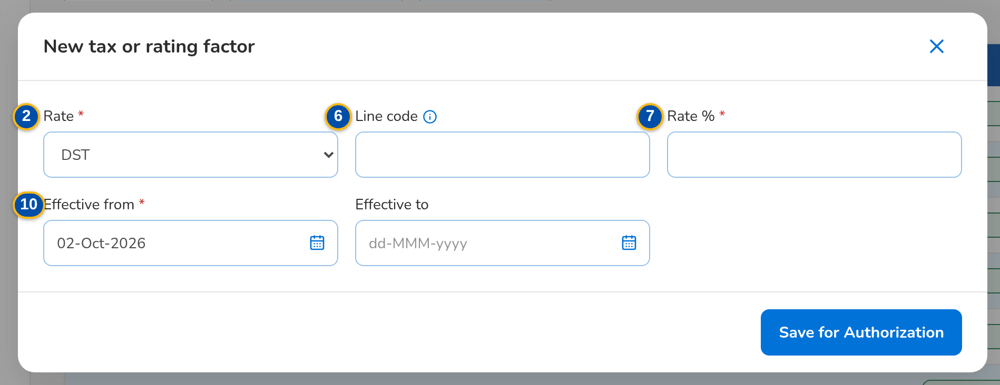 New tax or rating factor
2 Rate * 6 Line code 7 Rate % *
DST
10 Effective from * Effective to
02-Oct-2026 dd-MMM-yyyy
Save for Authorization